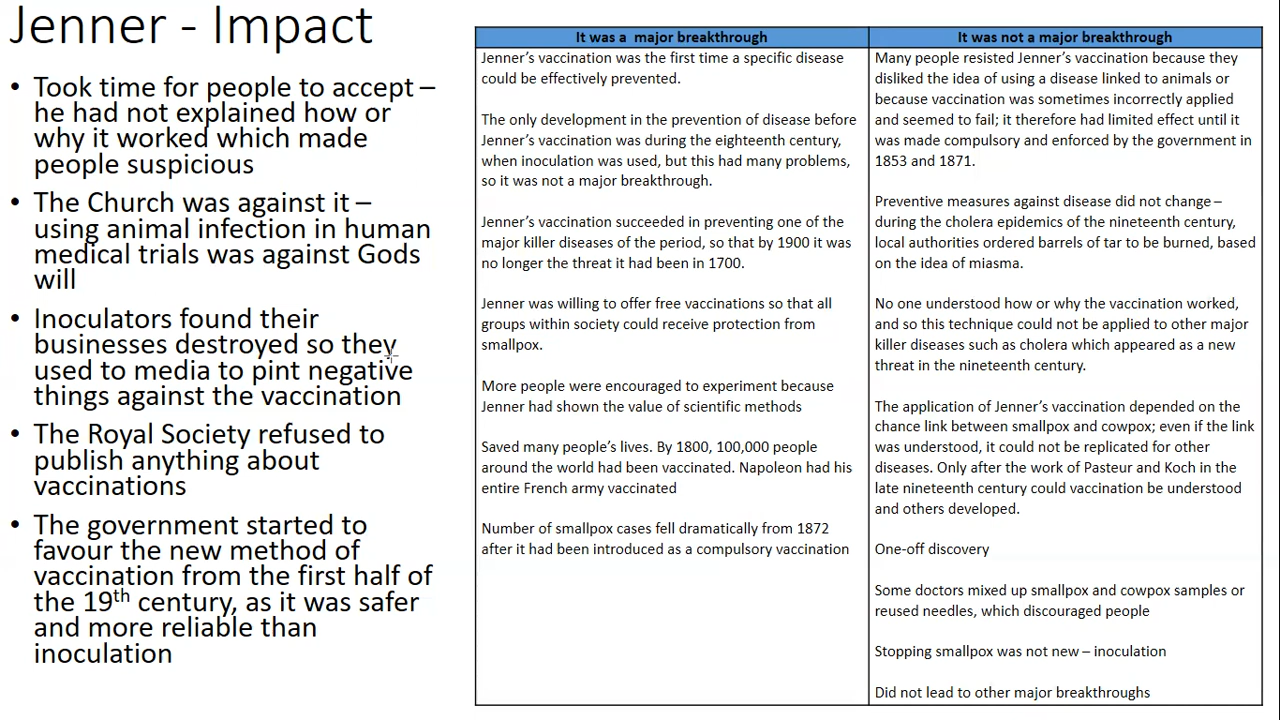 Jenner - Impact
• Took time for people to accept –
he had not explained how or
why it worked which made
people suspicious
• The Church was against it –
using animal infection in human
medical trials was against Gods
will
• Inoculators found their
businesses destroyed so they
used to media to pint negative
things against the vaccination
• The Royal Society refused to
publish anything about
vaccinations
• The government started to
favour the new method of
vaccination from the first half of
the 19th century, as it was safer
and more reliable than
inoculation
It was a major breakthrough
Jenner’s vaccination was the first time a specific disease
could be effectively prevented.
The only development in the prevention of disease before
Jenner’s vaccination was during the eighteenth century,
when inoculation was used, but this had many problems,
so it was not a major breakthrough.
Jenner’s vaccination succeeded in preventing one of the
major killer diseases of the period, so that by 1900 it was
no longer the threat it had been in 1700.
Jenner was willing to offer free vaccinations so that all
groups within society could receive protection from
smallpox.
More people were encouraged to experiment because
Jenner had shown the value of scientific methods
Saved many people’s lives. By 1800, 100,000 people
around the world had been vaccinated. Napoleon had his
entire French army vaccinated
Number of smallpox cases fell dramatically from 1872
after it had been introduced as a compulsory vaccination
It was not a major breakthrough
Many people resisted Jenner’s vaccination because they
disliked the idea of using a disease linked to animals or
because vaccination was sometimes incorrectly applied
and seemed to fail; it therefore had limited effect until it
was made compulsory and enforced by the government in
1853 and 1871.
Preventive measures against disease did not change –
during the cholera epidemics of the nineteenth century,
local authorities ordered barrels of tar to be burned, based
on the idea of miasma.
No one understood how or why the vaccination worked,
and so this technique could not be applied to other major
killer diseases such as cholera which appeared as a new
threat in the nineteenth century.
The application of Jenner’s vaccination depended on the
chance link between smallpox and cowpox; even if the link
was understood, it could not be replicated for other
diseases. Only after the work of Pasteur and Koch in the
late nineteenth century could vaccination be understood
and others developed.
One-off discovery
Some doctors mixed up smallpox and cowpox samples or
reused needles, which discouraged people
Stopping smallpox was not new – inoculation
Did not lead to other major breakthroughs